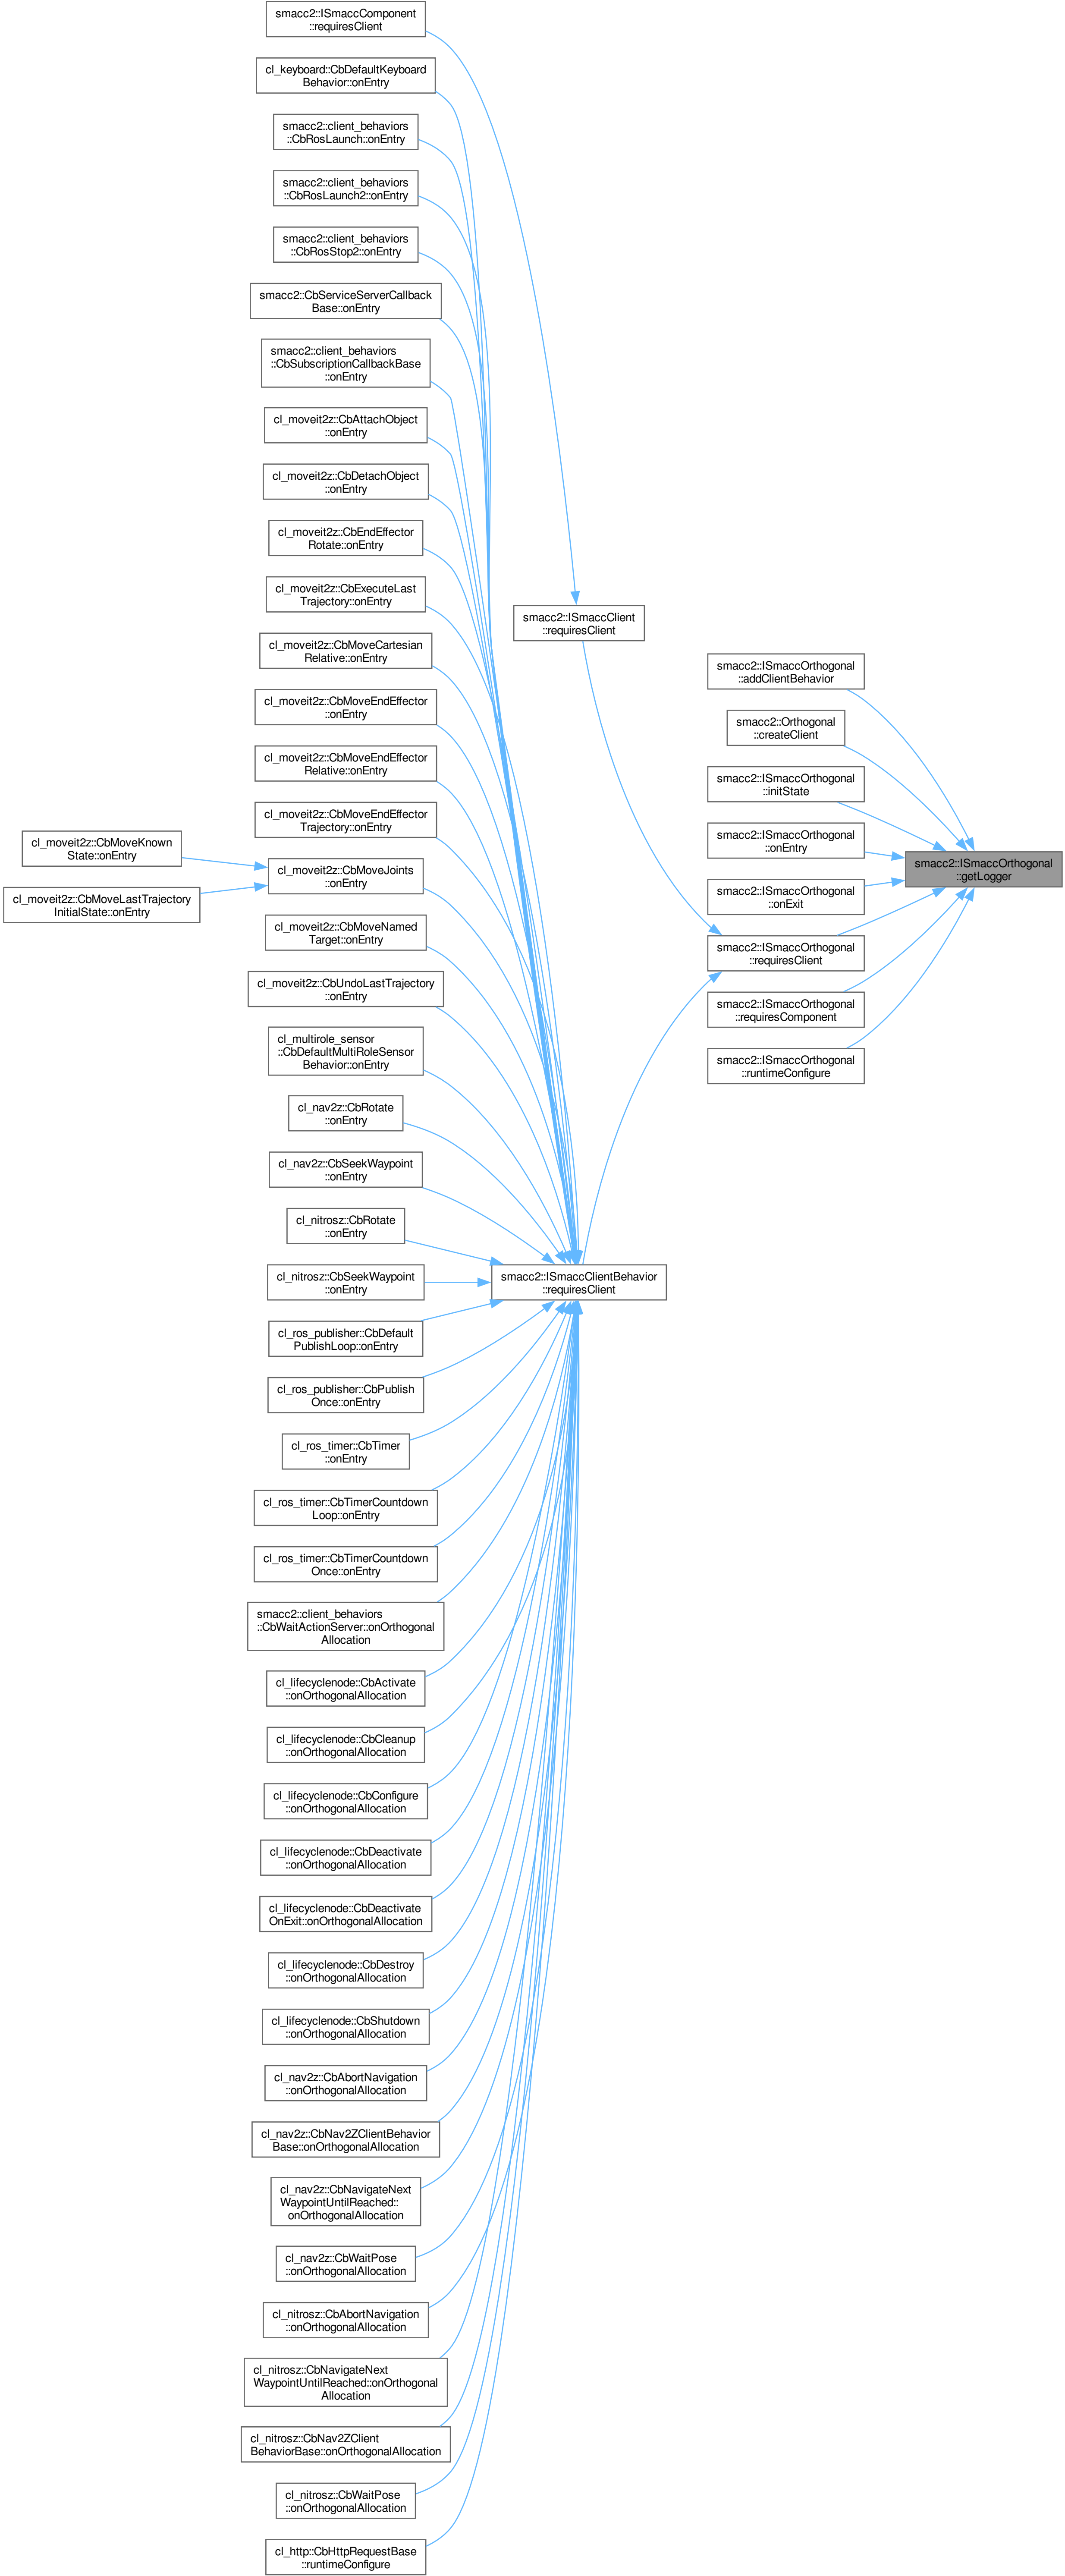 smacc2::ISmaccComponent
::requiresClient
cl_keyboard::CbDefaultKeyboard
Behavior::onEntry
smacc2::client_behaviors
::CbRosLaunch::onEntry
smacc2::client_behaviors
::CbRosLaunch2::onEntry
smacc2::client_behaviors
::CbRosStop2::onEntry
smacc2::CbServiceServerCallback
Base::onEntry
smacc2::client_behaviors
::CbSubscriptionCallbackBase
::onEntry
cl_moveit2z::CbAttachObject
::onEntry
cl_moveit2z::CbDetachObject
::onEntry
cl_moveit2z::CbEndEffector
Rotate::onEntry
cl_moveit2z::CbExecuteLast
Trajectory::onEntry
cl_moveit2z::CbMoveCartesian
Relative::onEntry
cl_moveit2z::CbMoveEndEffector
::onEntry
cl_moveit2z::CbMoveEndEffector
Relative::onEntry
cl_moveit2z::CbMoveEndEffector
Trajectory::onEntry
cl_moveit2z::CbMoveKnown
State::onEntry
cl_moveit2z::CbMoveLastTrajectory
InitialState::onEntry
cl_moveit2z::CbMoveJoints
::onEntry
cl_moveit2z::CbMoveNamed
Target::onEntry
cl_moveit2z::CbUndoLastTrajectory
::onEntry
cl_multirole_sensor
::CbDefaultMultiRoleSensor
Behavior::onEntry
cl_nav2z::CbRotate
::onEntry
cl_nav2z::CbSeekWaypoint
::onEntry
cl_nitrosz::CbRotate
::onEntry
cl_nitrosz::CbSeekWaypoint
::onEntry
cl_ros_publisher::CbDefault
PublishLoop::onEntry
cl_ros_publisher::CbPublish
Once::onEntry
cl_ros_timer::CbTimer
::onEntry
cl_ros_timer::CbTimerCountdown
Loop::onEntry
cl_ros_timer::CbTimerCountdown
Once::onEntry
smacc2::client_behaviors
::CbWaitActionServer::onOrthogonal
Allocation
cl_lifecyclenode::CbActivate
::onOrthogonalAllocation
cl_lifecyclenode::CbCleanup
::onOrthogonalAllocation
cl_lifecyclenode::CbConfigure
::onOrthogonalAllocation
cl_lifecyclenode::CbDeactivate
::onOrthogonalAllocation
cl_lifecyclenode::CbDeactivate
OnExit::onOrthogonalAllocation
cl_lifecyclenode::CbDestroy
::onOrthogonalAllocation
cl_lifecyclenode::CbShutdown
::onOrthogonalAllocation
cl_nav2z::CbAbortNavigation
::onOrthogonalAllocation
cl_nav2z::CbNav2ZClientBehavior
Base::onOrthogonalAllocation
cl_nav2z::CbNavigateNext
WaypointUntilReached::
onOrthogonalAllocation
cl_nav2z::CbWaitPose
::onOrthogonalAllocation
cl_nitrosz::CbAbortNavigation
::onOrthogonalAllocation
cl_nitrosz::CbNavigateNext
WaypointUntilReached::onOrthogonal
Allocation
cl_nitrosz::CbNav2ZClient
BehaviorBase::onOrthogonalAllocation
cl_nitrosz::CbWaitPose
::onOrthogonalAllocation
cl_http::CbHttpRequestBase
::runtimeConfigure
smacc2::ISmaccClient
::requiresClient
smacc2::ISmaccClientBehavior
::requiresClient
smacc2::ISmaccOrthogonal
::addClientBehavior
smacc2::Orthogonal
::createClient
smacc2::ISmaccOrthogonal
::initState
smacc2::ISmaccOrthogonal
::onEntry
smacc2::ISmaccOrthogonal
::onExit
smacc2::ISmaccOrthogonal
::requiresClient
smacc2::ISmaccOrthogonal
::requiresComponent
smacc2::ISmaccOrthogonal
::runtimeConfigure
smacc2::ISmaccOrthogonal
::getLogger